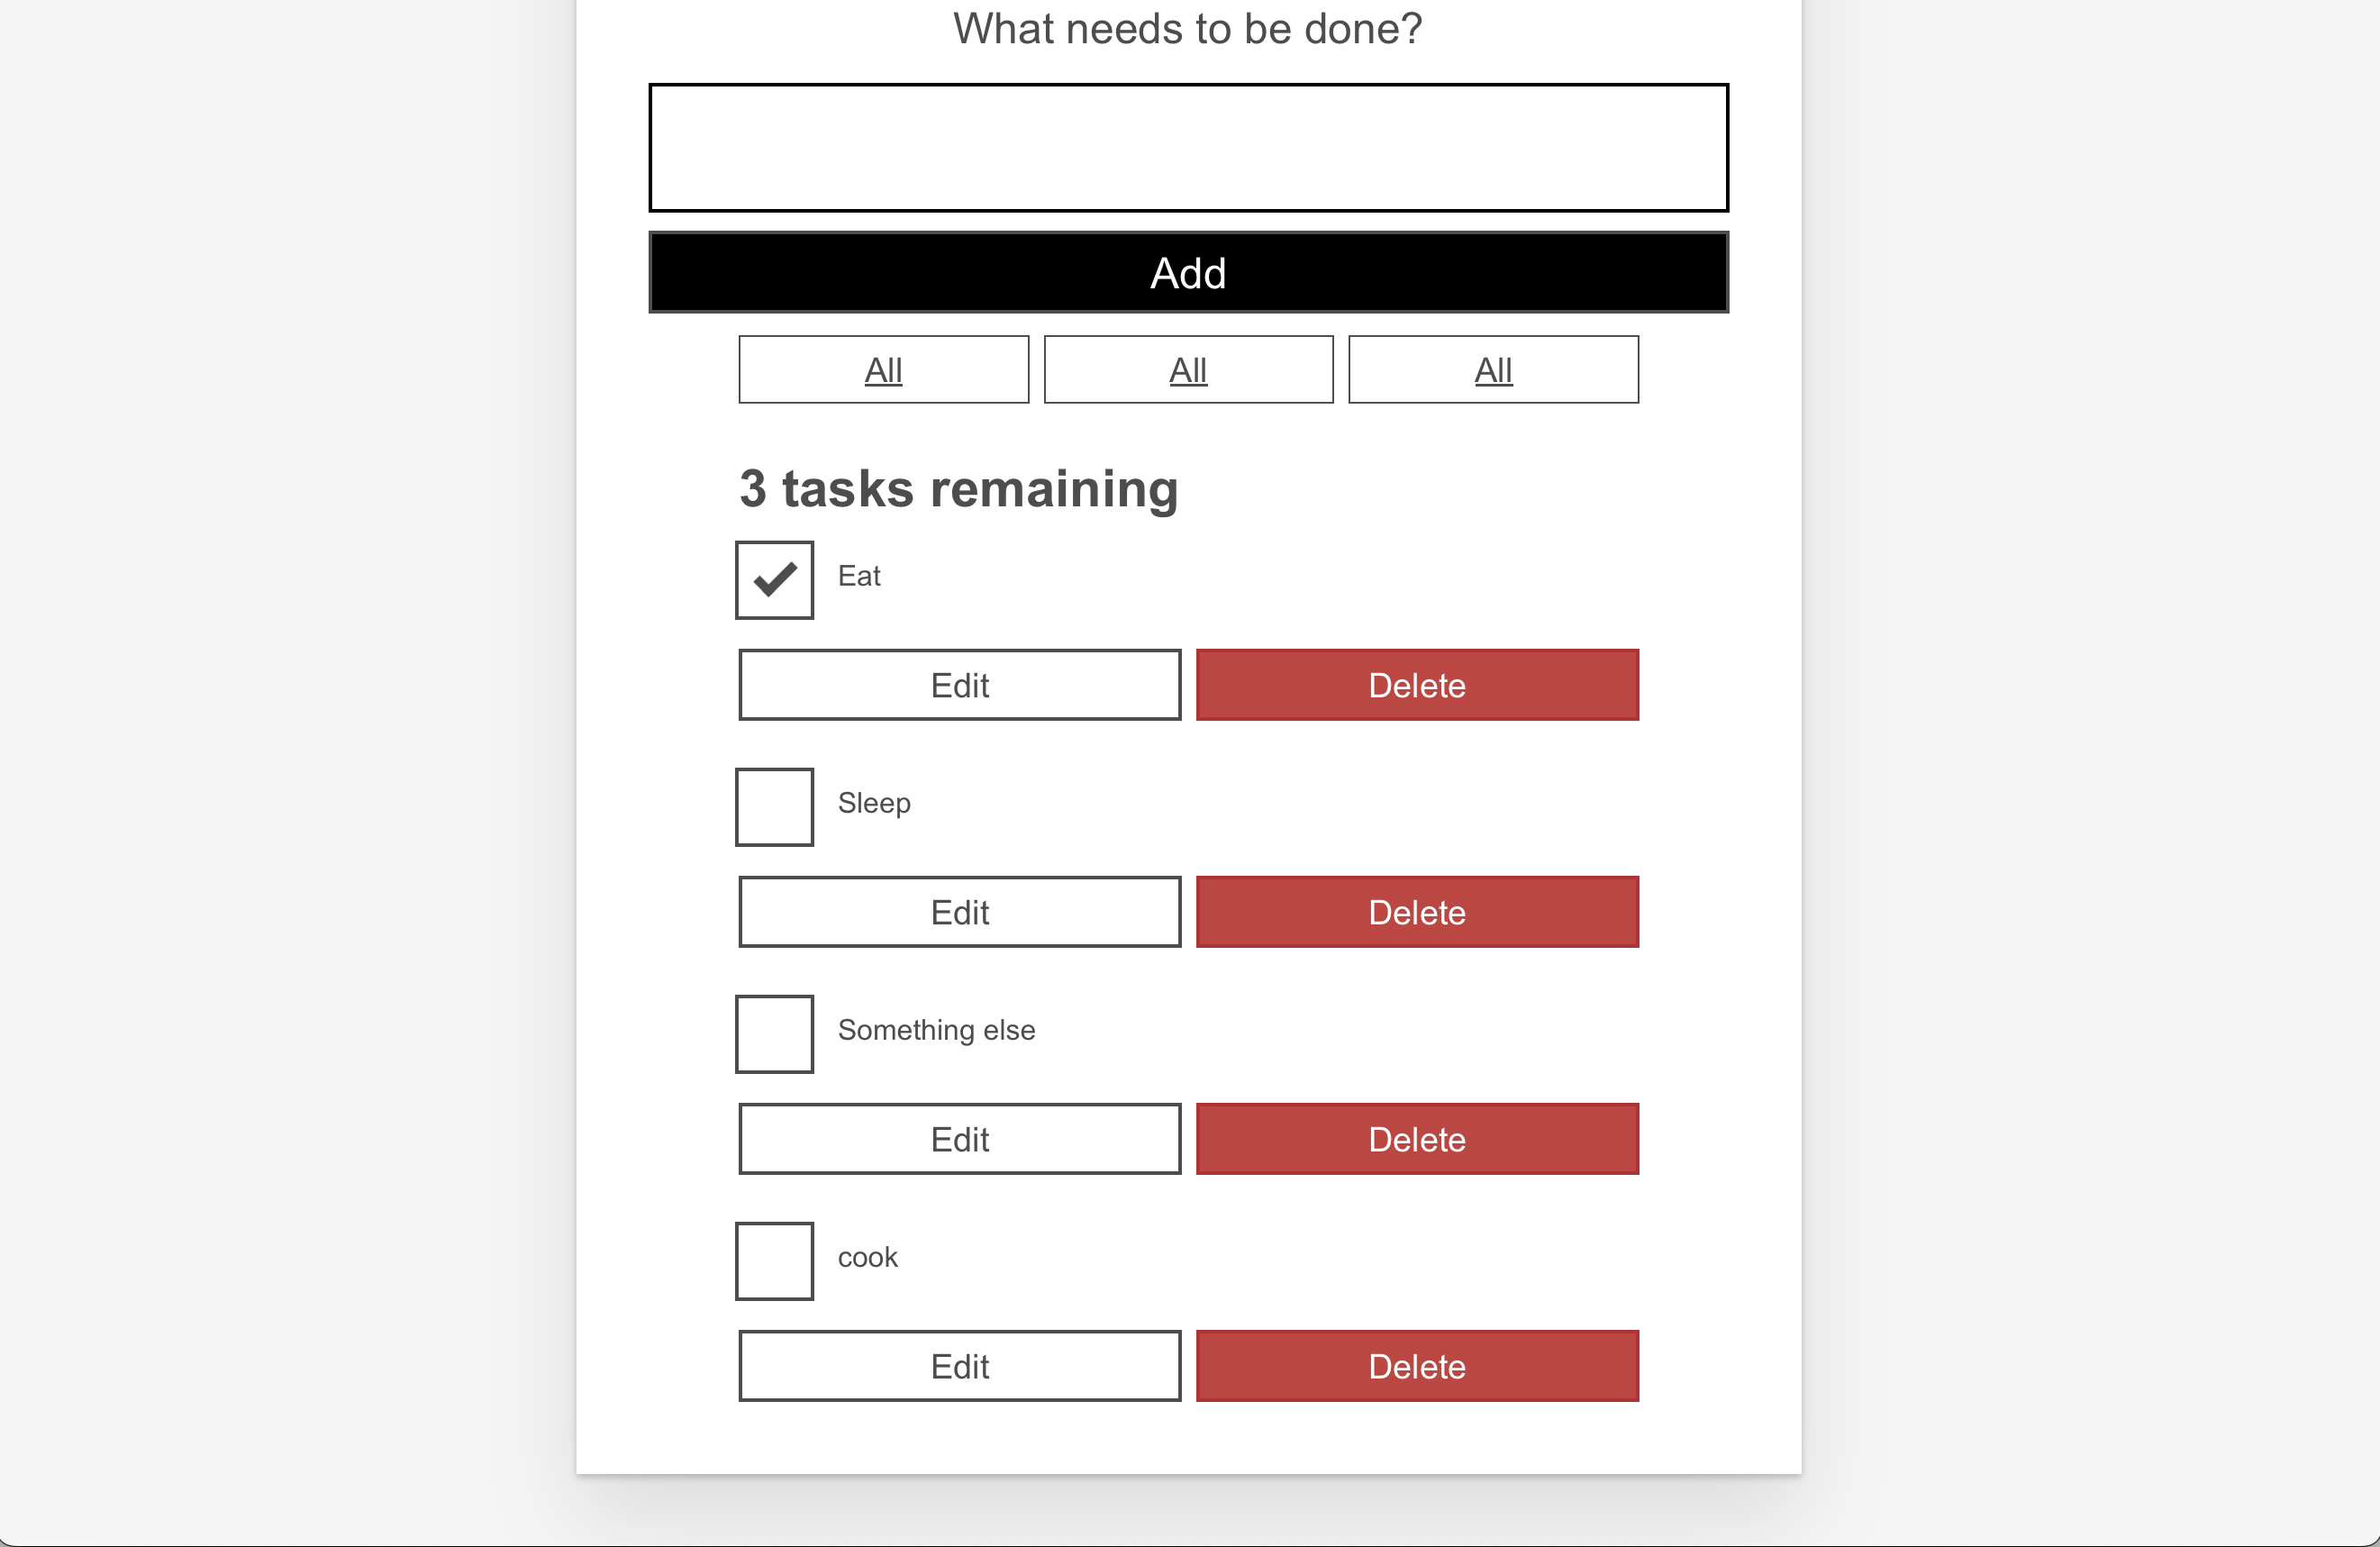 What needs to be done?
Add
All All All
3 tasks remaining
Eat
Edit Delete
Sleep
Edit Delete
Something else
Edit Delete
cook
Edit Delete